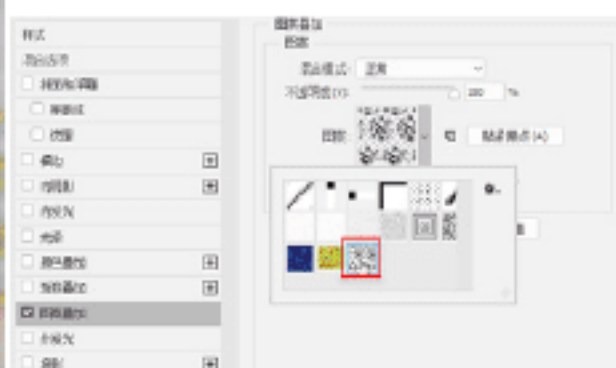 图案叠加
图案
样式
混合选项
混合模式: 正常
斜面和浮雕
不透明度(Y): 100 %
等高线
纹理
图案: 贴紧原点(A)
描边
内阴影
内发光
光泽
颜色叠加
渐变叠加
图案叠加
外发光
投影